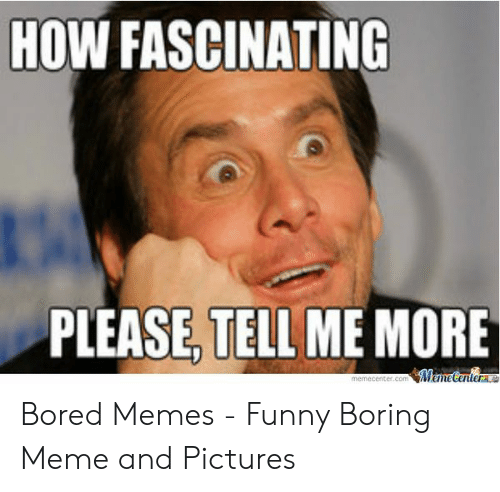 HOW FASCINATING
PLEASE, TELL ME MORE
memecenter.com MemeCenter
Bored Memes - Funny Boring
Meme and Pictures